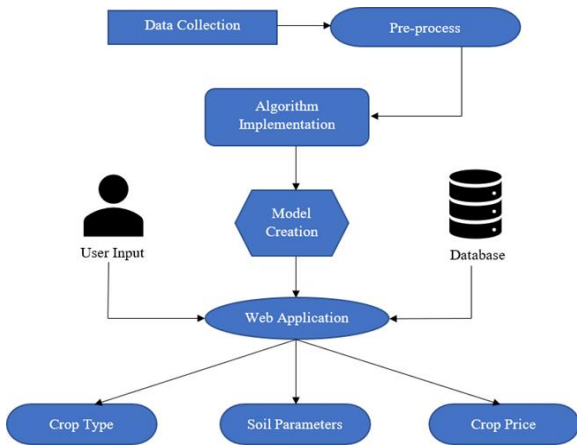 Data Collection
Pre-process
Algorithm
Implementation
Model
Creation
User Input
Database
Web Application
Crop Type
Soil Parameters
Crop Price